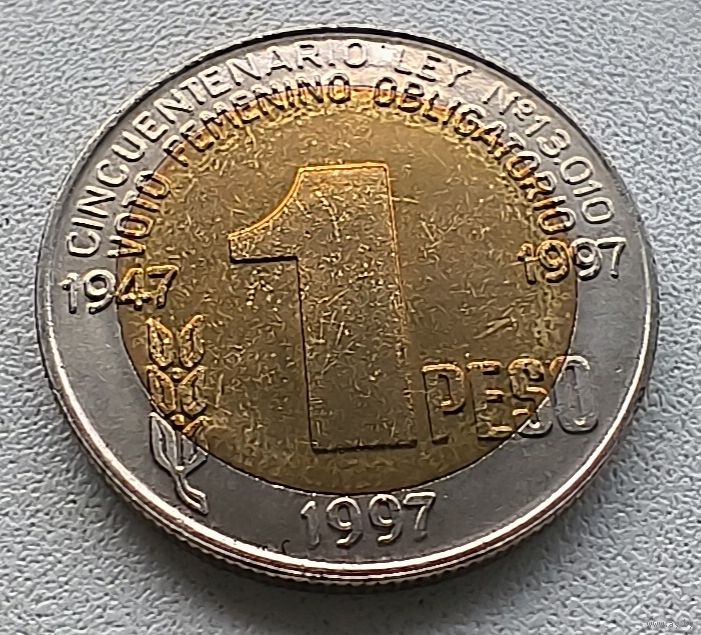 CINCUENTENARIO LEY Nº13.010
VOTO FEMENINO OBLIGATORIO
1947 1997
1
PESO
1997